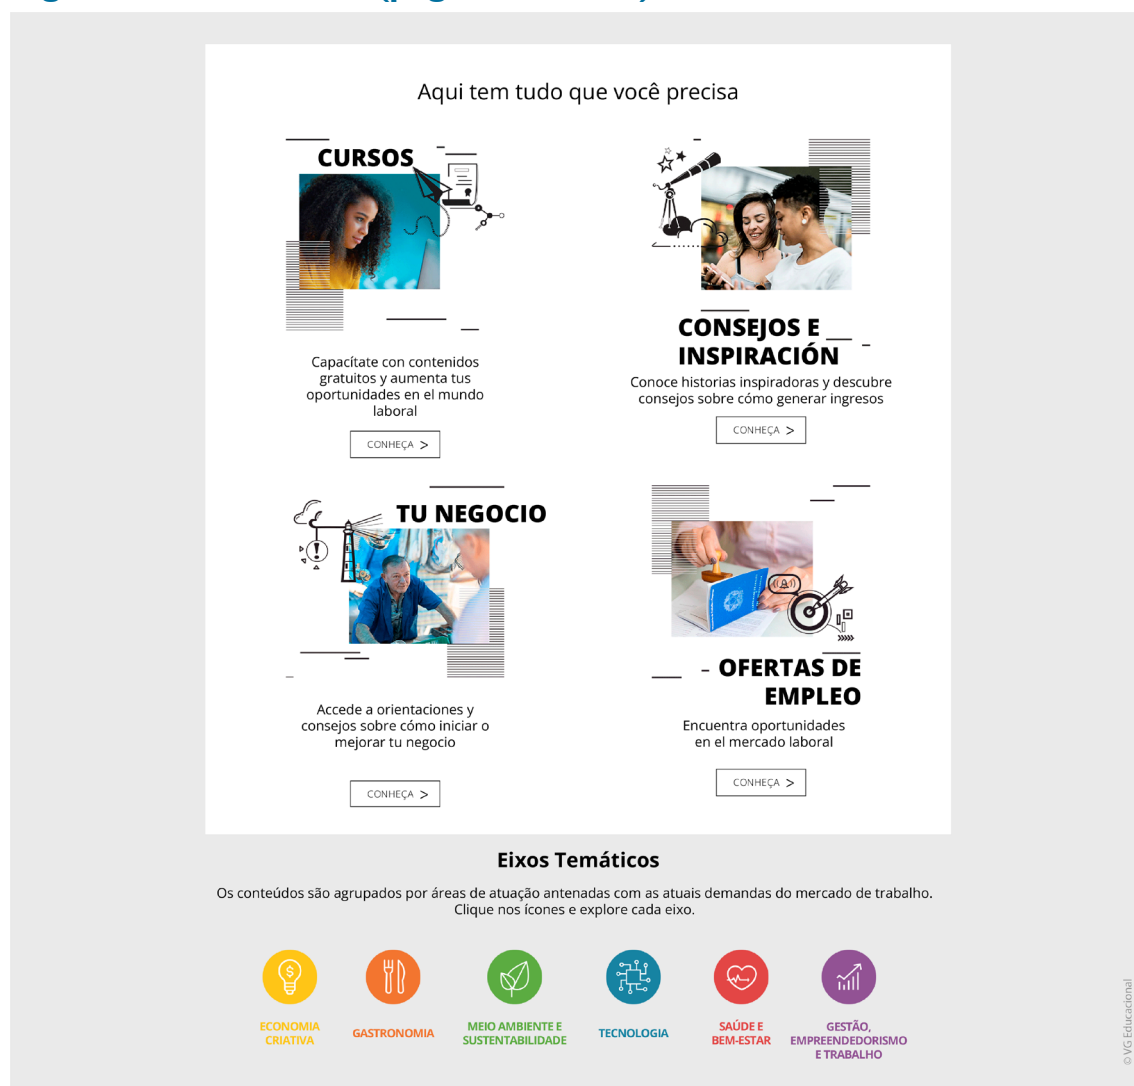 Aqui tem tudo que você precisa
CURSOS
Capacítate con contenidos
gratuitos y aumenta tus
oportunidades en el mundo
laboral
CONHEÇA >
CONSEJOS E
INSPIRACIÓN
Conoce historias inspiradoras y descubre
consejos sobre cómo generar ingresos
CONHEÇA >
TU NEGOCIO
Accede a orientaciones y
consejos sobre cómo iniciar o
mejorar tu negocio
CONHEÇA >
OFERTAS DE
EMPLEO
Encuentra oportunidades
en el mercado laboral
CONHEÇA >
Eixos Temáticos
Os conteúdos são agrupados por áreas de atuação antenadas com as atuais demandas do mercado de trabalho.
Clique nos ícones e explore cada eixo.
ECONOMIA
CRIATIVA
GASTRONOMIA
MEIO AMBIENTE E
SUSTENTABILIDADE
TECNOLOGIA
SAÚDE E
BEM-ESTAR
GESTÃO,
EMPREENDEDORISMO
E TRABALHO
© VG Educacional